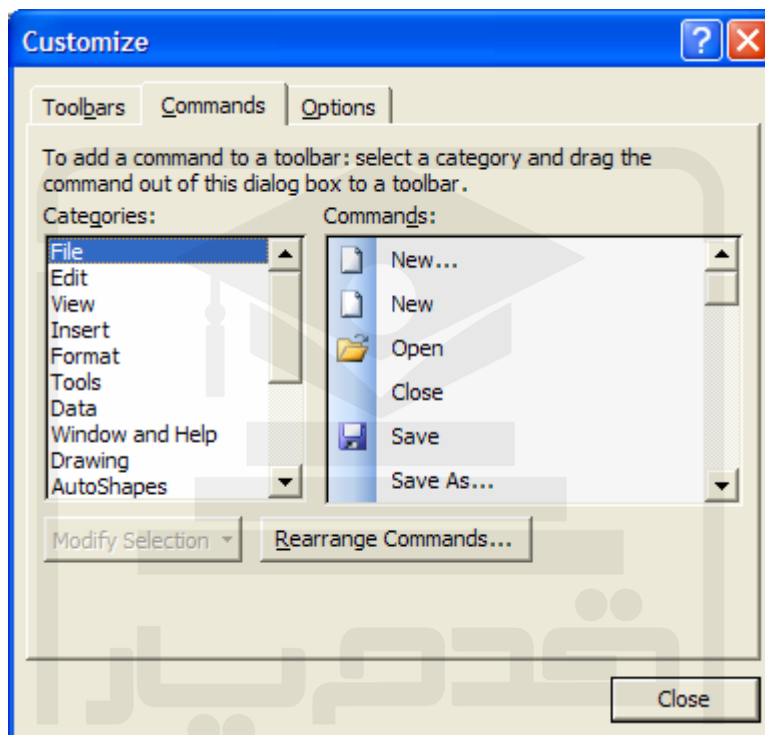 Customize
Toolbars Commands Options
To add a command to a toolbar: select a category and drag the
command out of this dialog box to a toolbar.
Categories:
File
Edit
View
Insert
Format
Tools
Data
Window and Help
Drawing
AutoShapes
Commands:
New...
New
Open
Close
Save
Save As...
Modify Selection
Rearrange Commands...
Close
قدم یارا